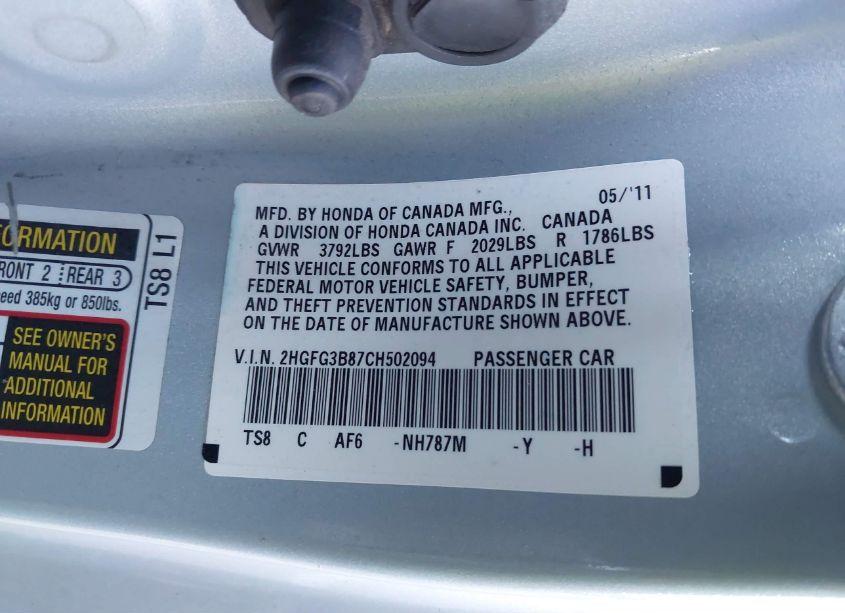 ORMATION
FRONT 2 REAR 3
eed 385kg or 850lbs.
SEE OWNER'S
MANUAL FOR
ADDITIONAL
INFORMATION
TS8 L1
05/'11
MFD. BY HONDA OF CANADA MFG.,
A DIVISION OF HONDA CANADA INC. CANADA
GVWR 3792LBS GAWR F 2029LBS R 1786LBS
THIS VEHICLE CONFORMS TO ALL APPLICABLE
FEDERAL MOTOR VEHICLE SAFETY, BUMPER,
AND THEFT PREVENTION STANDARDS IN EFFECT
ON THE DATE OF MANUFACTURE SHOWN ABOVE.
V.I.N. 2HGFG3B87CH502094 PASSENGER CAR
TS8 C AF6 -NH787M -Y -H